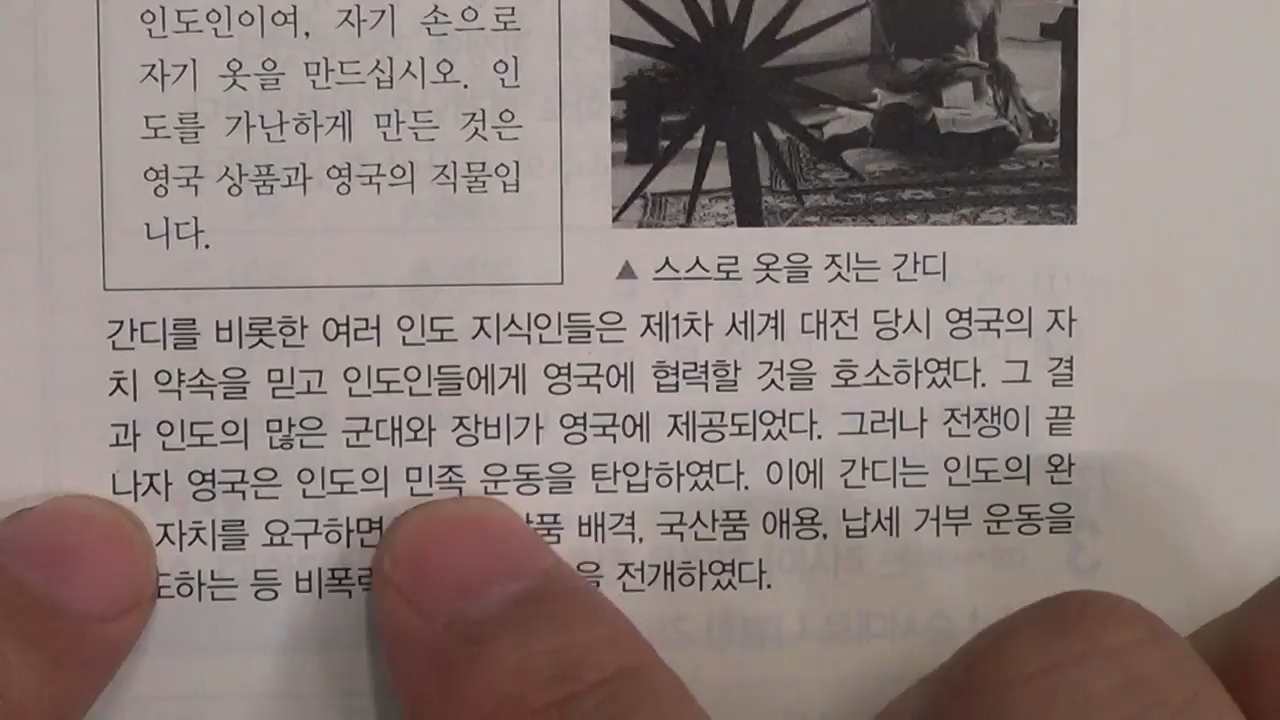 인도인이여, 자기 손으로
자기 옷을 만드십시오. 인
도를 가난하게 만든 것은
영국 상품과 영국의 직물입
니다.
▲ 스스로 옷을 짓는 간디
간디를 비롯한 여러 인도 지식인들은 제1차 세계 대전 당시 영국의 자
치 약속을 믿고 인도인들에게 영국에 협력할 것을 호소하였다. 그 결
과 인도의 많은 군대와 장비가 영국에 제공되었다. 그러나 전쟁이 끝
나자 영국은 인도의 민족 운동을 탄압하였다. 이에 간디는 인도의 완
자치를 요구하면 배격, 국산품 애용, 납세 거부 운동을
하는 등 비폭력 전개하였다.